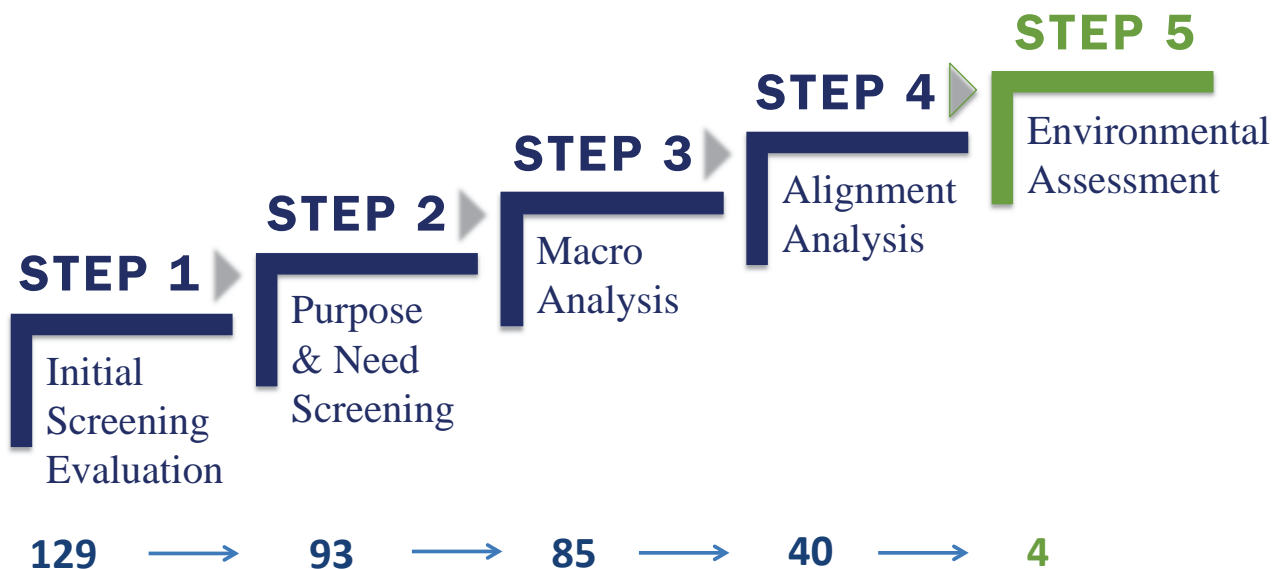 STEP 1
Initial
Screening
Evaluation
STEP 2
Purpose
& Need
Screening
STEP 3
Macro
Analysis
STEP 4
Alignment
Analysis
STEP 5
Environmental
Assessment
129
93
85
40
4